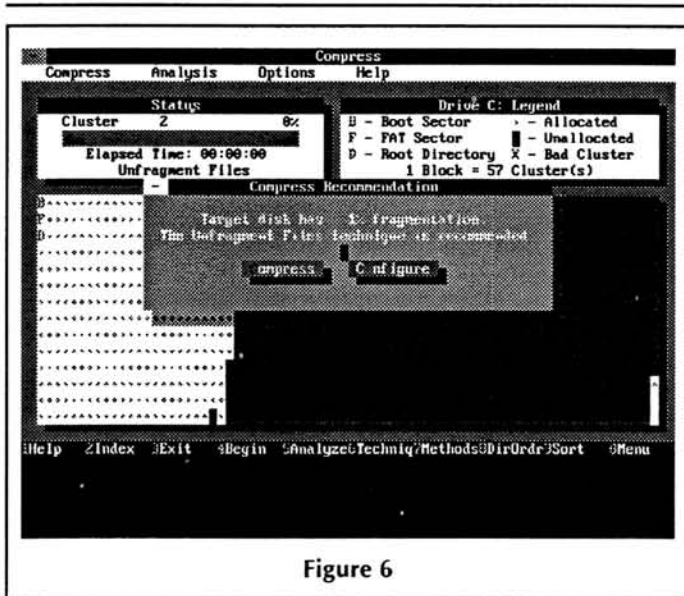 Compress
Compress Analysis Options Help
Status
Cluster 2 0%
Elapsed Time: 00:00:00
Unfragment Files
Drive C: Legend
B - Boot Sector
F - FAT Sector
D - Root Directory
- Allocated
- Unallocated
X - Bad Cluster
1 Block = 57 Cluster(s)
Compress Recommendation
Target disk has 1% fragmentation
The Unfragment Files technique is recommended
ompress C nfigure
B
F
D
1Help 2Index 3Exit 4Begin 5Analyze 6Techniq 7Methods 8DirOrdr 9Sort 0Menu
Figure 6